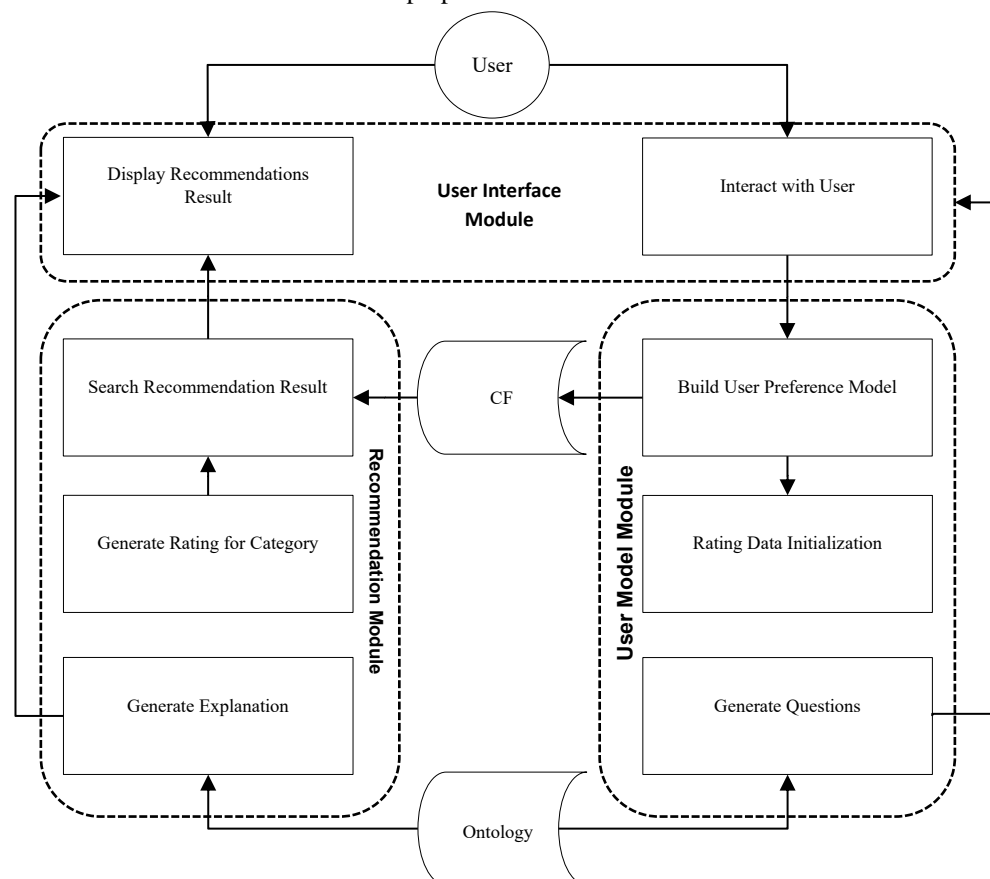 User
Display Recommendations
Result
User Interface
Module
Interact with User
Search Recommendation Result
CF
Build User Preference Model
Recommendation Module
User Model Module
Generate Rating for Category
Rating Data Initialization
Generate Explanation
Generate Questions
Ontology